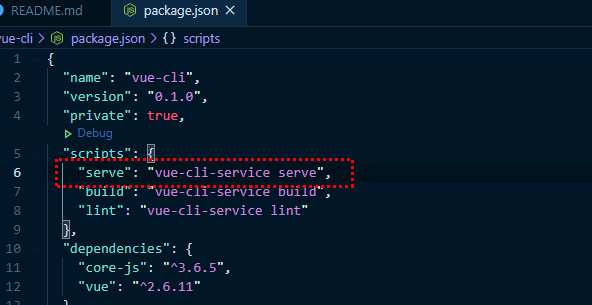 README.md package.json
vue-cli > package.json > {} scripts
1 {
2 "name": "vue-cli",
3 "version": "0.1.0",
4 "private": true,
Debug
5 "scripts": {
6 "serve": "vue-cli-service serve",
7 "build": "vue-cli-service build",
8 "lint": "vue-cli-service lint"
9 },
10 "dependencies": {
11 "core-js": "^3.6.5",
12 "vue": "^2.6.11"
13 }